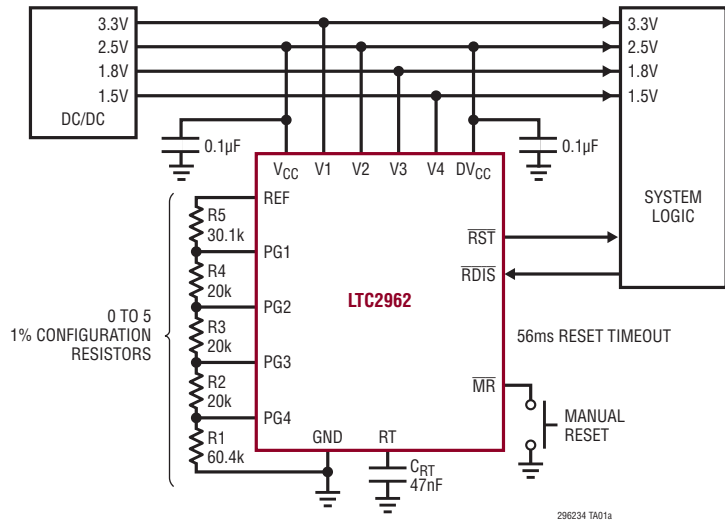 3.3V
2.5V
1.8V
1.5V
DC/DC
3.3V
2.5V
1.8V
1.5V
SYSTEM
LOGIC
0.1µF
0.1µF
VCC
V1
V2
V3
V4
DVCC
REF
PG1
PG2
PG3
PG4
GND
RT
RST
RDIS
MR
LTC2962
R5
30.1k
R4
20k
R3
20k
R2
20k
R1
60.4k
0 TO 5
1% CONFIGURATION
RESISTORS
56ms RESET TIMEOUT
MANUAL
RESET
CRT
47nF
296234 TA01a